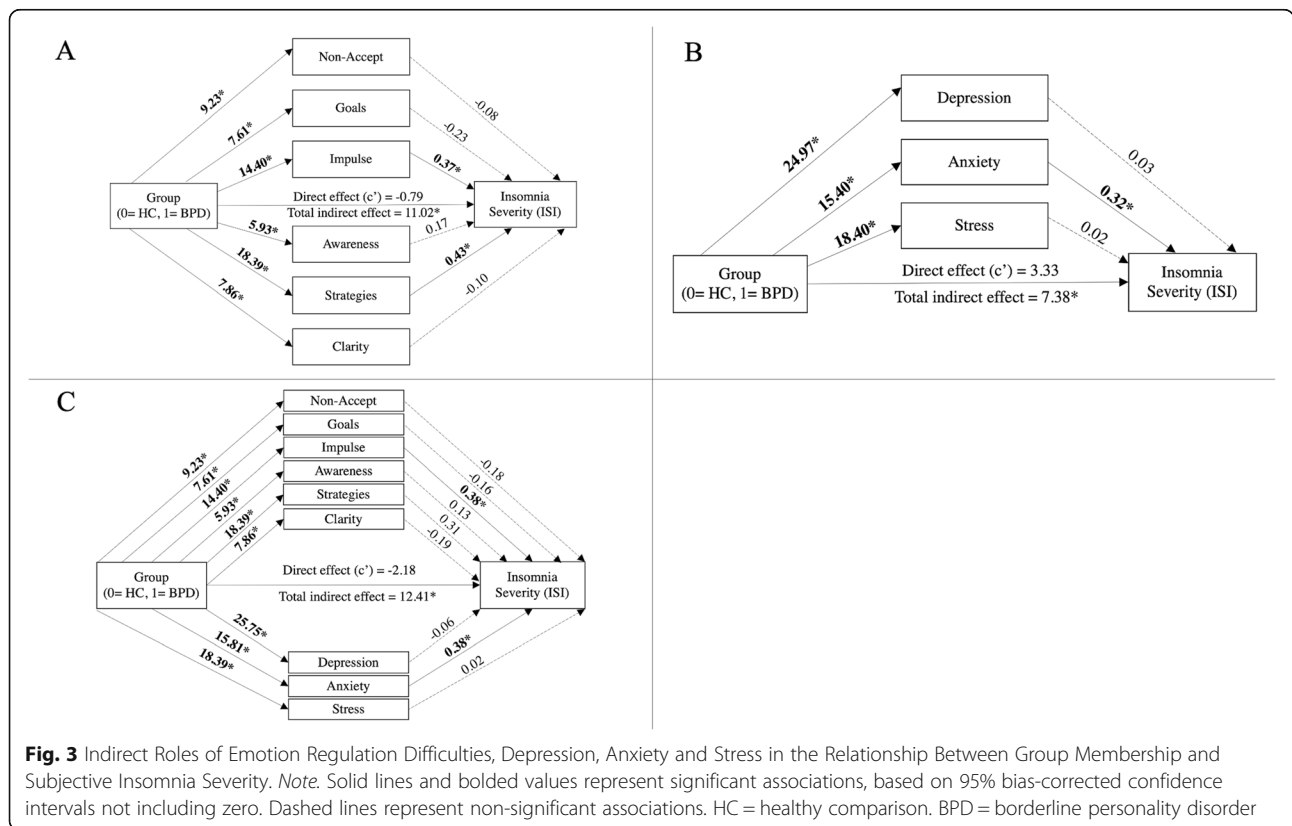 A
Non-Accept
Goals
Impulse
Awareness
Strategies
Clarity
Group
(0= HC, 1= BPD)
Insomnia
Severity (ISI)
9.23*
7.61*
14.40*
5.93*
18.39*
7.86*
-0.08
-0.23
0.37*
0.17
0.43*
-0.10
Direct effect (c’) = -0.79
Total indirect effect = 11.02*
B
Depression
Anxiety
Stress
Group
(0= HC, 1= BPD)
Insomnia
Severity (ISI)
24.97*
15.40*
18.40*
0.03
0.32*
0.02
Direct effect (c’) = 3.33
Total indirect effect = 7.38*
C
Non-Accept
Goals
Impulse
Awareness
Strategies
Clarity
9.23*
7.61*
14.40*
5.93*
18.39*
7.86*
-0.18
-0.16
0.38*
0.13
0.31
-0.19
Group
(0= HC, 1= BPD)
Direct effect (c’) = -2.18
Total indirect effect = 12.41*
Insomnia
Severity (ISI)
25.75*
15.81*
18.39*
-0.06
0.38*
0.02
Depression
Anxiety
Stress
Fig. 3 Indirect Roles of Emotion Regulation Difficulties, Depression, Anxiety and Stress in the Relationship Between Group Membership and
Subjective Insomnia Severity. Note. Solid lines and bolded values represent significant associations, based on 95% bias-corrected confidence
intervals not including zero. Dashed lines represent non-significant associations. HC = healthy comparison. BPD = borderline personality disorder